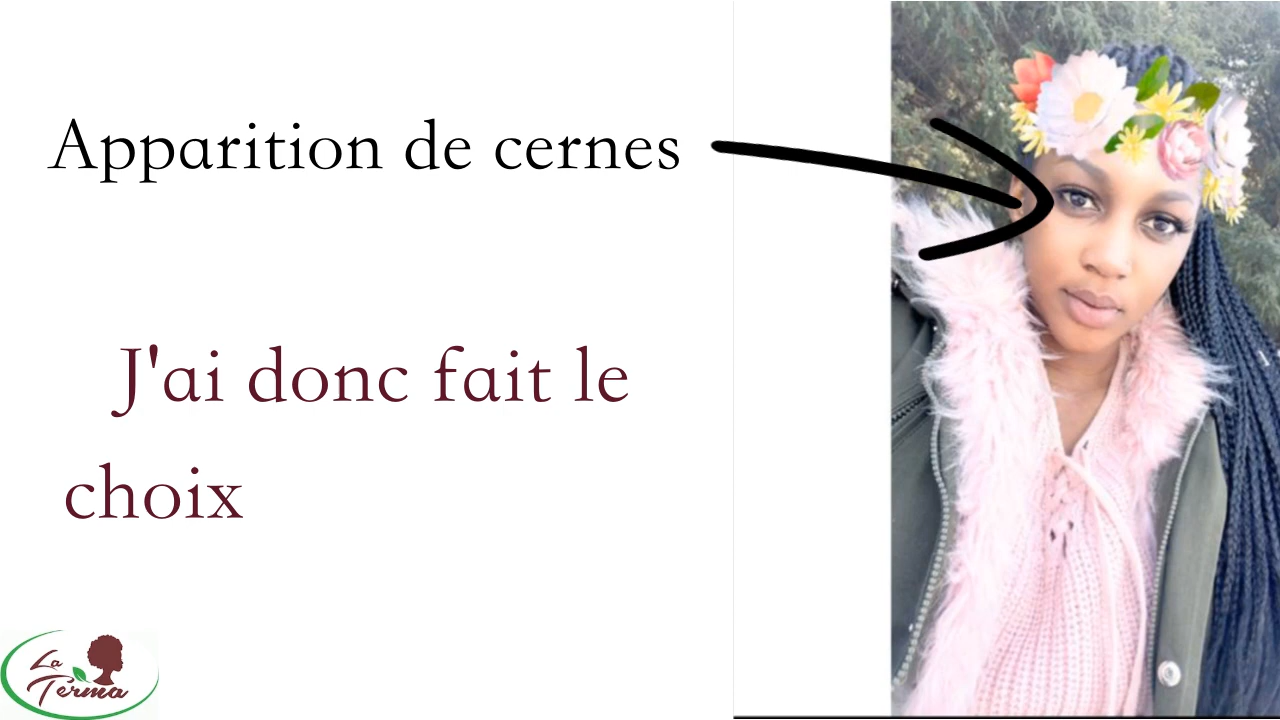 Apparition de cernes
J'ai donc fait le
choix
La
Terma